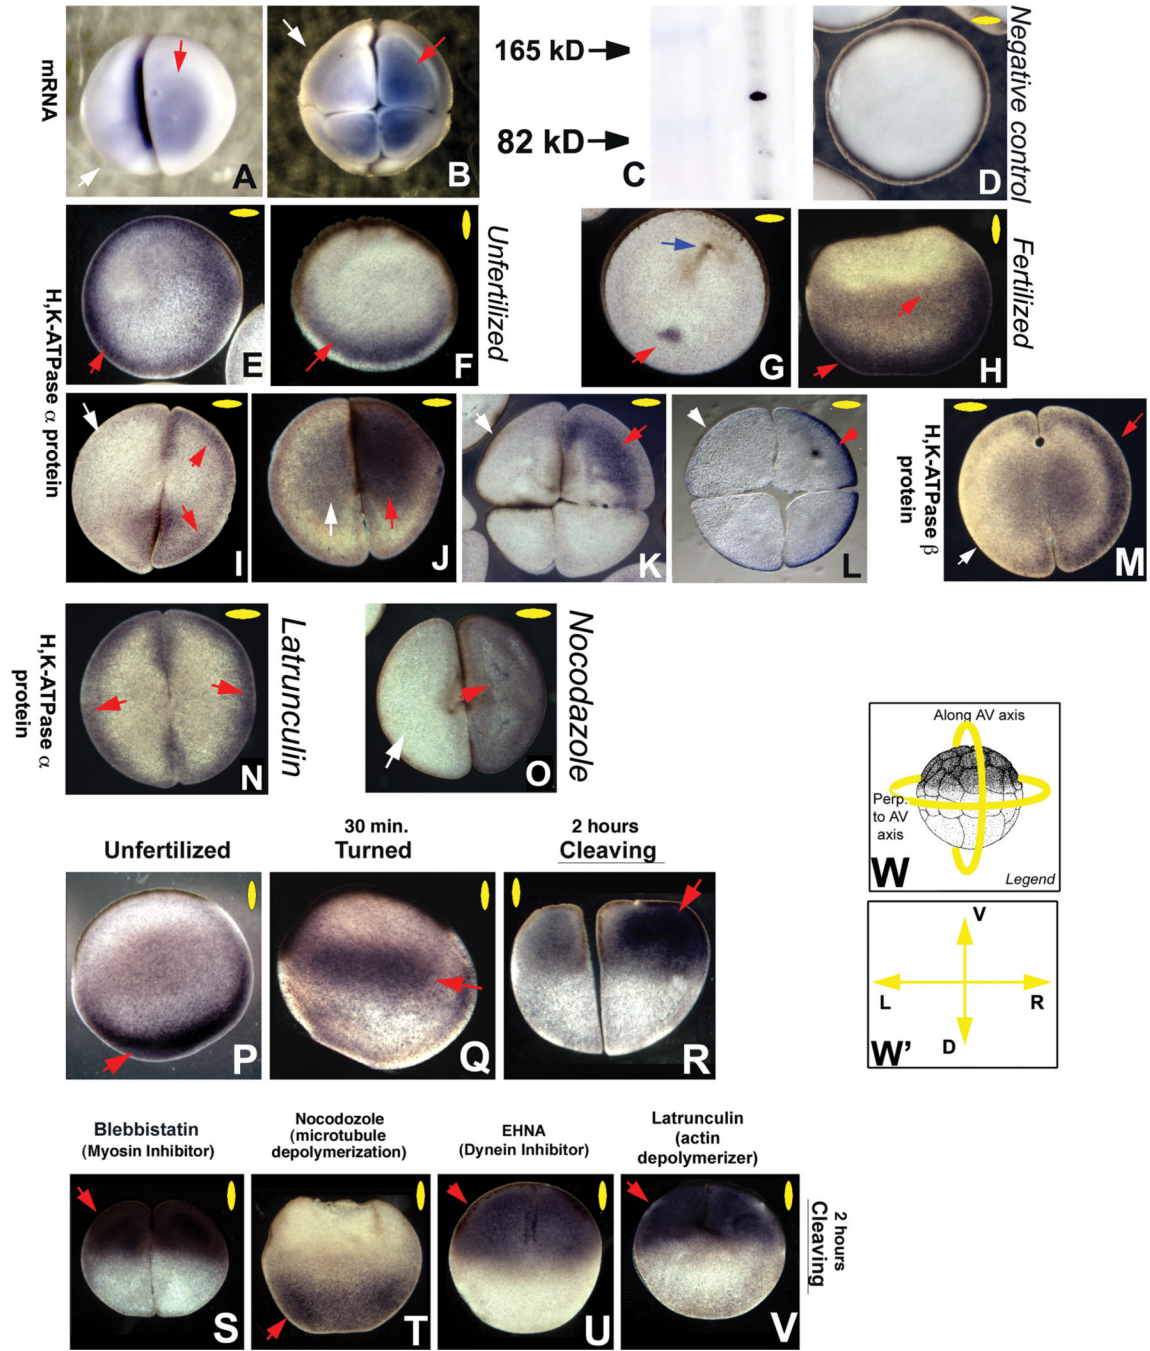 mRNA
A
B
165 kD
82 kD
C
D
Negative control
H,K-ATPase α protein
E
F
Unfertilized
G
H
Fertilized
I
J
K
L
H,K-ATPase β
protein
M
H,K-ATPase α
protein
N
Latrunculin
O
Nocodazole
Along AV axis
Perp.
to AV
axis
W
Legend
Unfertilized
30 min.
Turned
2 hours
Cleaving
P
Q
R
V
L
R
D
W'
Blebbistatin
(Myosin Inhibitor)
Nocodozole
(microtubule
depolymerization)
EHNA
(Dynein Inhibitor)
Latrunculin
(actin
depolymerizer)
S
T
U
V
2 hours
Cleaving